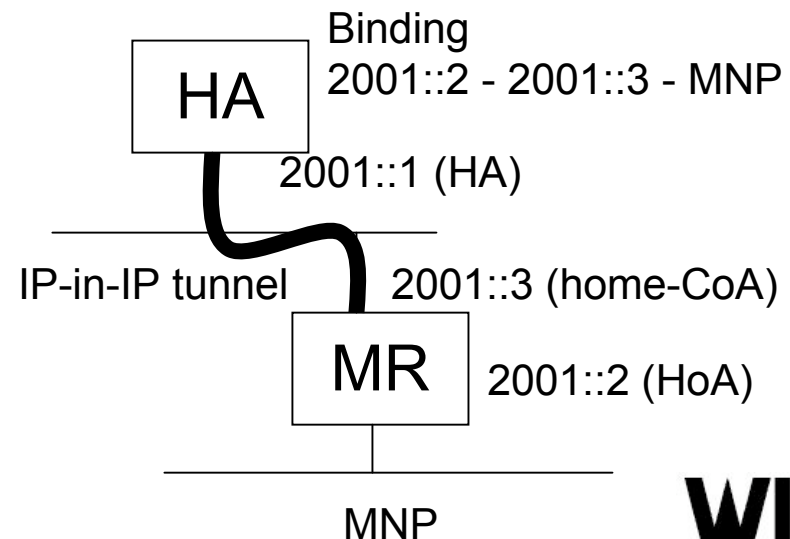 Binding
HA
2001::2 - 2001::3 - MNP
2001::1 (HA)
IP-in-IP tunnel
2001::3 (home-CoA)
MR
2001::2 (HoA)
MNP